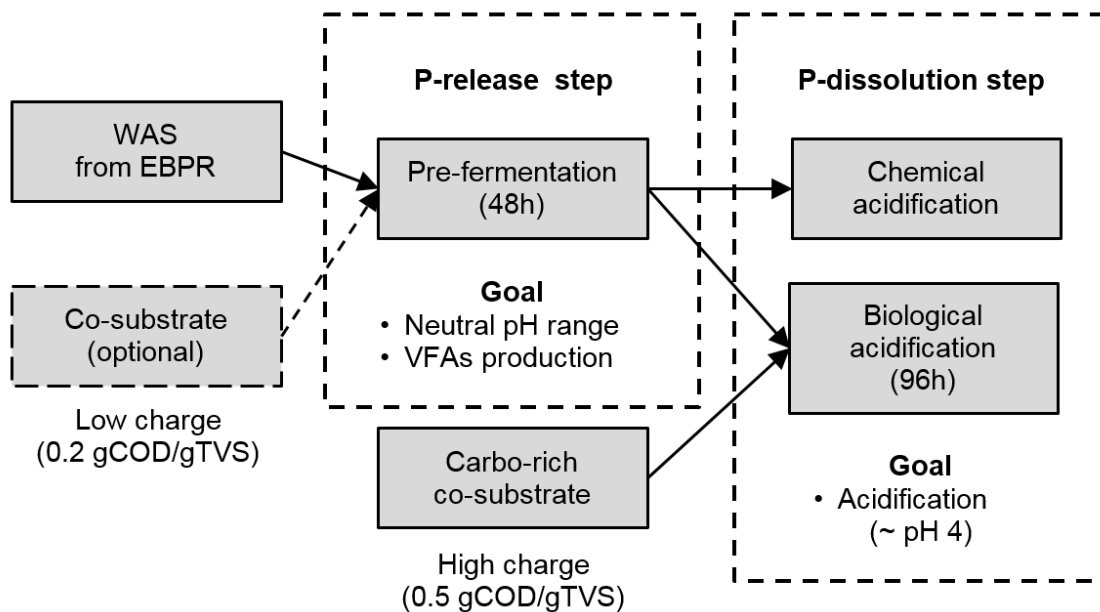 WAS
from EBPR
Co-substrate
(optional)
Low charge
(0.2 gCOD/gTVS)
P-release step
Pre-fermentation
(48h)
Goal
• Neutral pH range
• VFAs production
Carbo-rich
co-substrate
High charge
(0.5 gCOD/gTVS)
P-dissolution step
Chemical
acidification
Biological
acidification
(96h)
Goal
• Acidification
(~ pH 4)